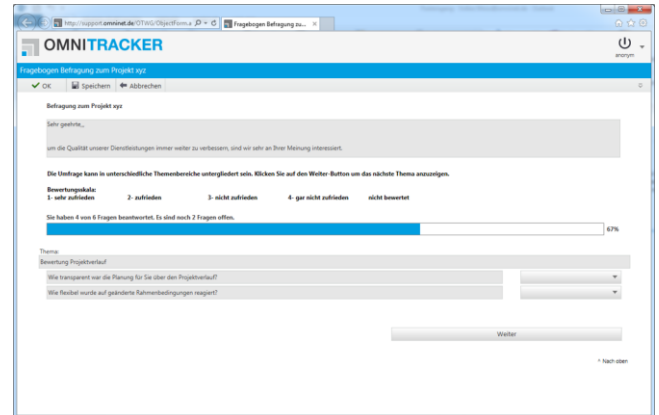 http://support.omninet.de/OTWG/ObjectForm.a
Fragebogen Befragung zu...
OMNITRACKER
anonym
Fragebogen Befragung zum Projekt xyz
OK Speichern Abbrechen
Befragung zum Projekt xyz
Sehr geehrte,,
um die Qualität unserer Dienstleistungen immer weiter zu verbessern, sind wir sehr an Ihrer Meinung interessiert.
Die Umfrage kann in unterschiedliche Themenbereiche untergliedert sein. Klicken Sie auf den Weiter-Button um das nächste Thema anzuzeigen.
Bewertungsskala:
1- sehr zufrieden 2- zufrieden 3- nicht zufrieden 4- gar nicht zufrieden nicht bewertet
Sie haben 4 von 6 Fragen beantwortet. Es sind noch 2 Fragen offen.
67%
Thema:
Bewertung Projektverlauf
Wie transparent war die Planung für Sie über den Projektverlauf?
Wie flexibel wurde auf geänderte Rahmenbedingungen reagiert?
Weiter
^ Nach oben